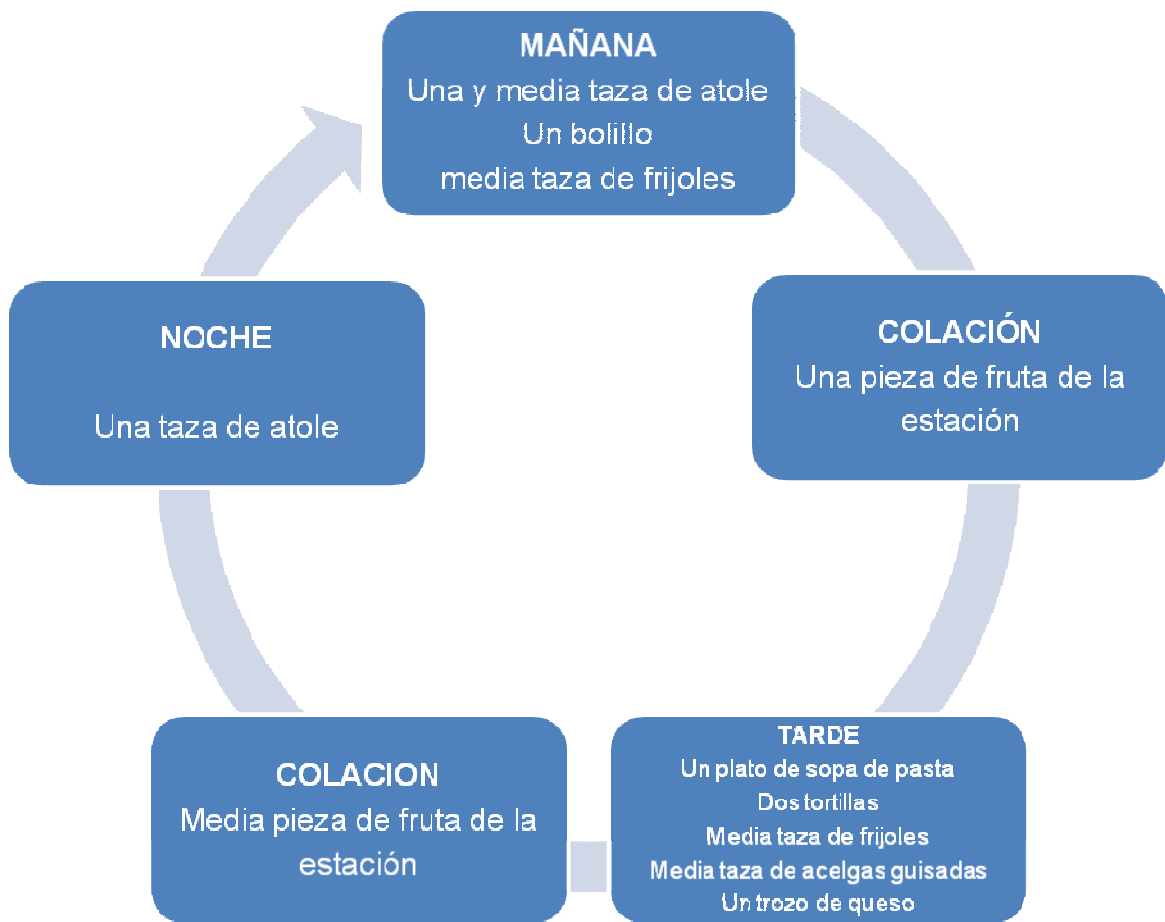 MAÑANA
Una y media taza de atole
Un bolillo
media taza de frijoles
COLACIÓN
Una pieza de fruta de la
estación
TARDE
Un plato de sopa de pasta
Dos tortillas
Media taza de frijoles
Media taza de acelgas guisadas
Un trozo de queso
COLACION
Media pieza de fruta de la
estación
NOCHE
Una taza de atole